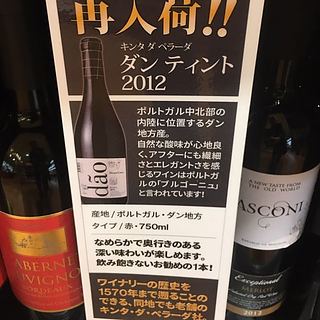 再入荷!!
キンタ ダ ペラーダ
ダン ティント
2012
ポルトガル中北部の
内陸に位置するダン
地方産。
自然な酸味が心地良
く、アフターにも繊細
さとエレガントさを感
じるワインはポルトガ
ルの「ブルゴーニュ」
と言われています!
dão
産地/ポルトガル・ダン地方
タイプ/赤・750ml
なめらかで奥行きのある
深い味わいが楽しめます。
飲み飽きないお勧めの1本!
ワイナリーの歴史を
1570年まで遡ることの
できる、同地でも老舗の
キンタ・ダ・ペラーダ社。
ABERNE
UVIGNO
BORDEAUX
A NEW TASTE FROM
THE OLD WORLD
ASCONI
Exceptional
MERLOT
2012